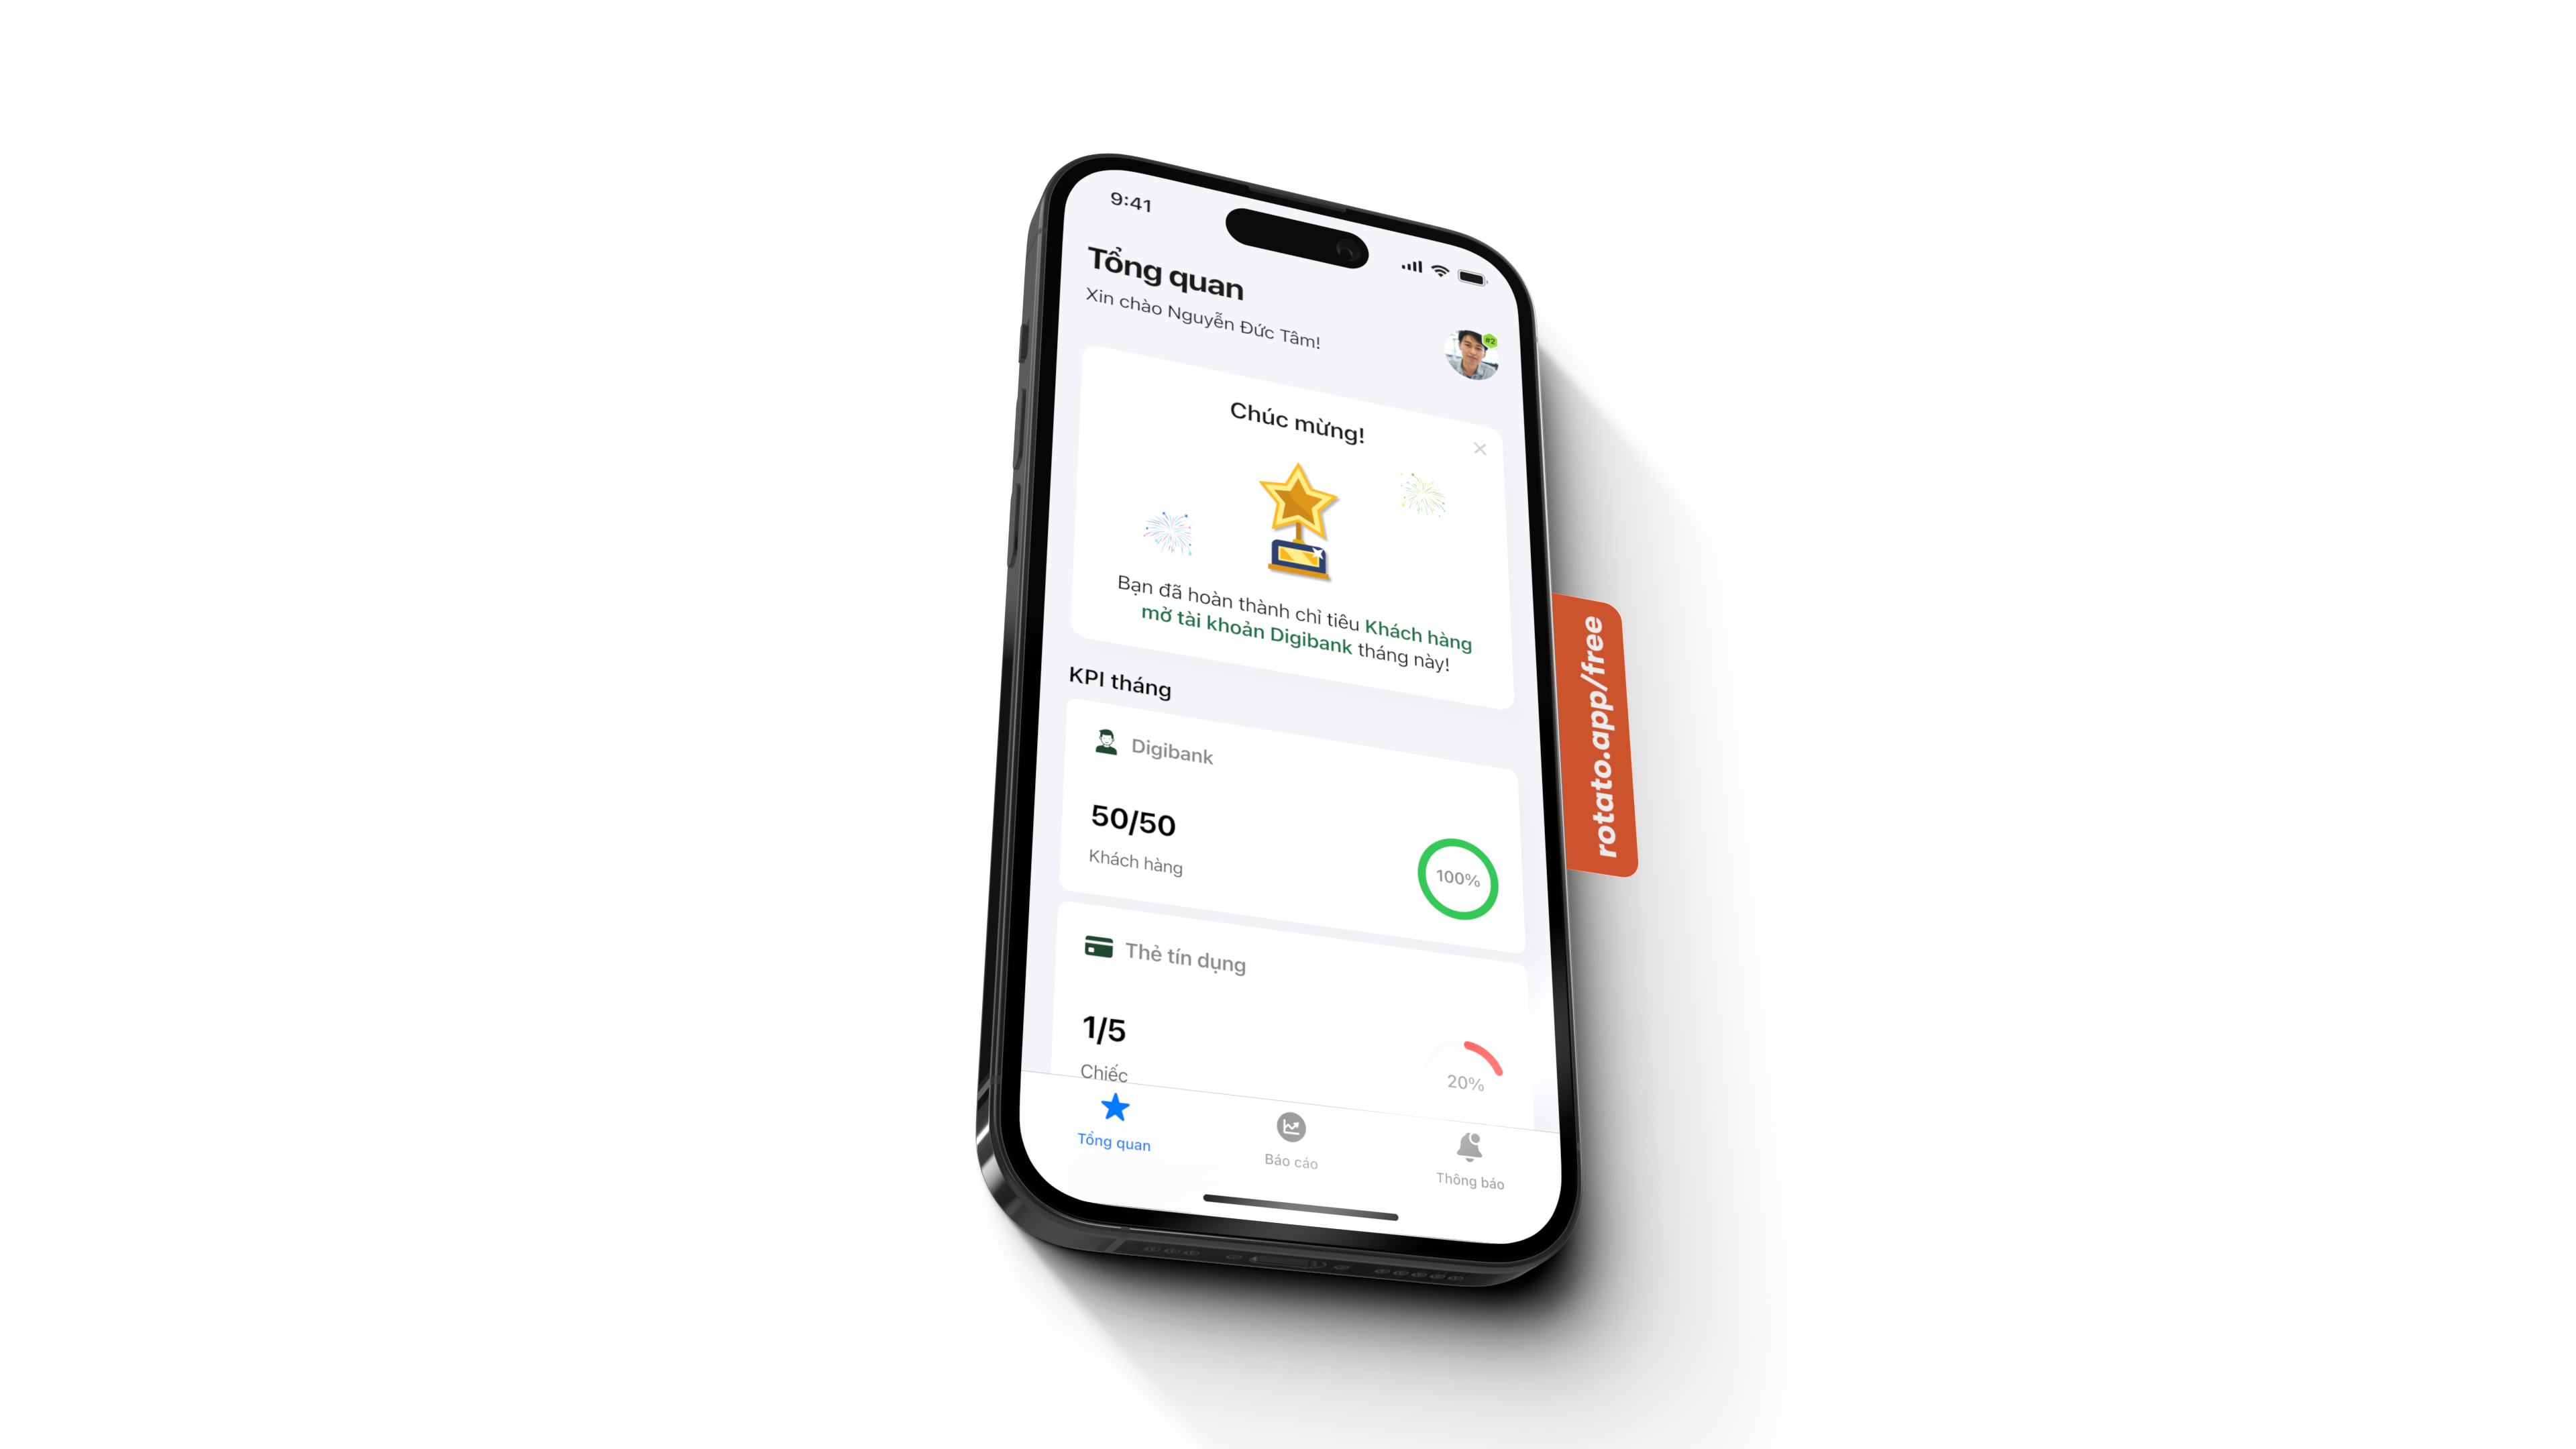 9:41
Tổng quan
Xin chào Nguyễn Đức Tâm!
#2
Chúc mừng!
Bạn đã hoàn thành chỉ tiêu Khách hàng
mở tài khoản Digibank tháng này!
KPI tháng
Digibank
50/50
Khách hàng
100%
Thẻ tín dụng
1/5
Chiếc
20%
Tổng quan
Báo cáo
Thông báo
rotato.app/free